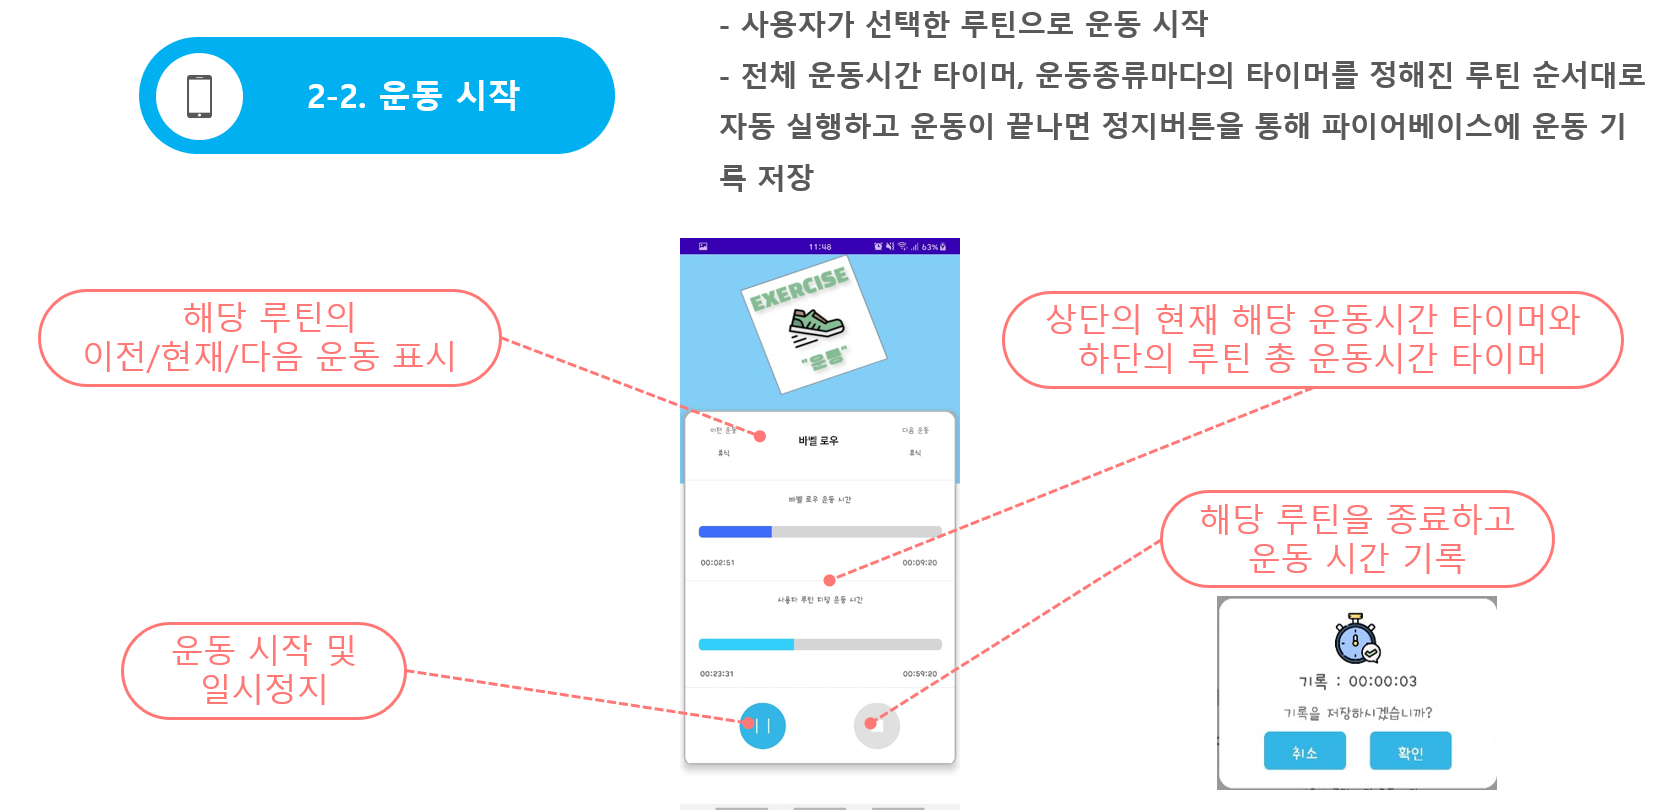 - 사용자가 선택한 루틴으로 운동 시작
2-2. 운동 시작
- 전체 운동시간 타이머, 운동종류마다의 타이머를 정해진 루틴 순서대로
자동 실행하고 운동이 끝나면 정지버튼을 통해 파이어베이스에 운동 기
록 저장
11:48
63%
EXERCISE
"운동"
해당 루틴의
이전/현재/다음 운동 표시
상단의 현재 해당 운동시간 타이머와
하단의 루틴 총 운동시간 타이머
이전 운동
바벨 로우
다음 운동
휴식
휴식
바벨 로우 운동 시간
00:02:51
00:09:20
사용자 루틴 지정 운동 시간
00:23:31
00:59:20
해당 루틴을 종료하고
운동 시간 기록
운동 시작 및
일시정지
기록 : 00:00:03
기록을 저장하시겠습니까?
취소
확인